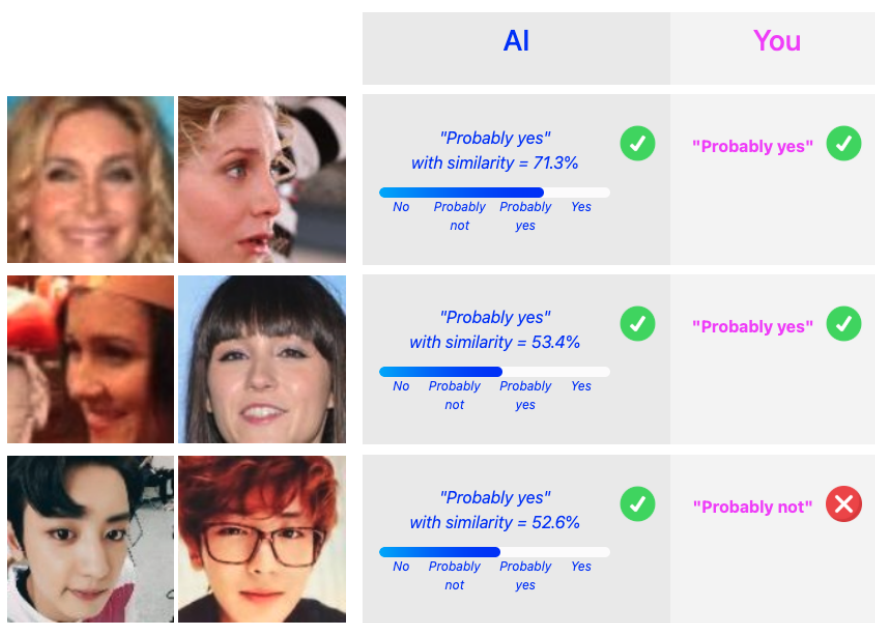 AI
You
"Probably yes"
with similarity = 71.3%
"Probably yes"
No Probably Probably Yes
not yes
"Probably yes"
with similarity = 53.4%
"Probably yes"
No Probably Probably Yes
not yes
"Probably yes"
with similarity = 52.6%
"Probably not"
No Probably Probably Yes
not yes